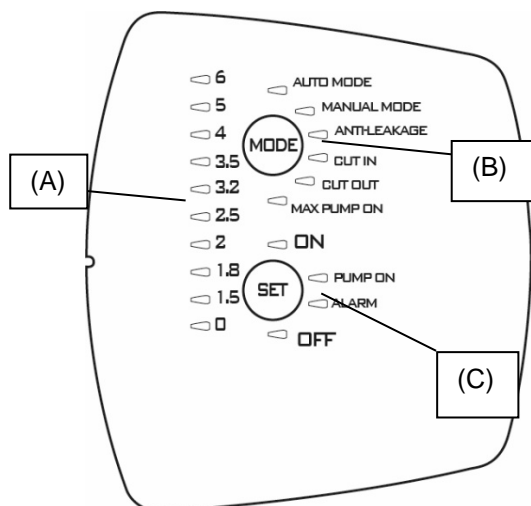 6
5
4
3.5
3.2
2.5
2
1.8
1.5
0
AUTO MODE
MANUAL MODE
ANTI-LEAKAGE
MODE
CUT IN
CUT OUT
MAX PUMP ON
ON
SET
PUMP ON
ALARM
OFF
(A)
(B)
(C)